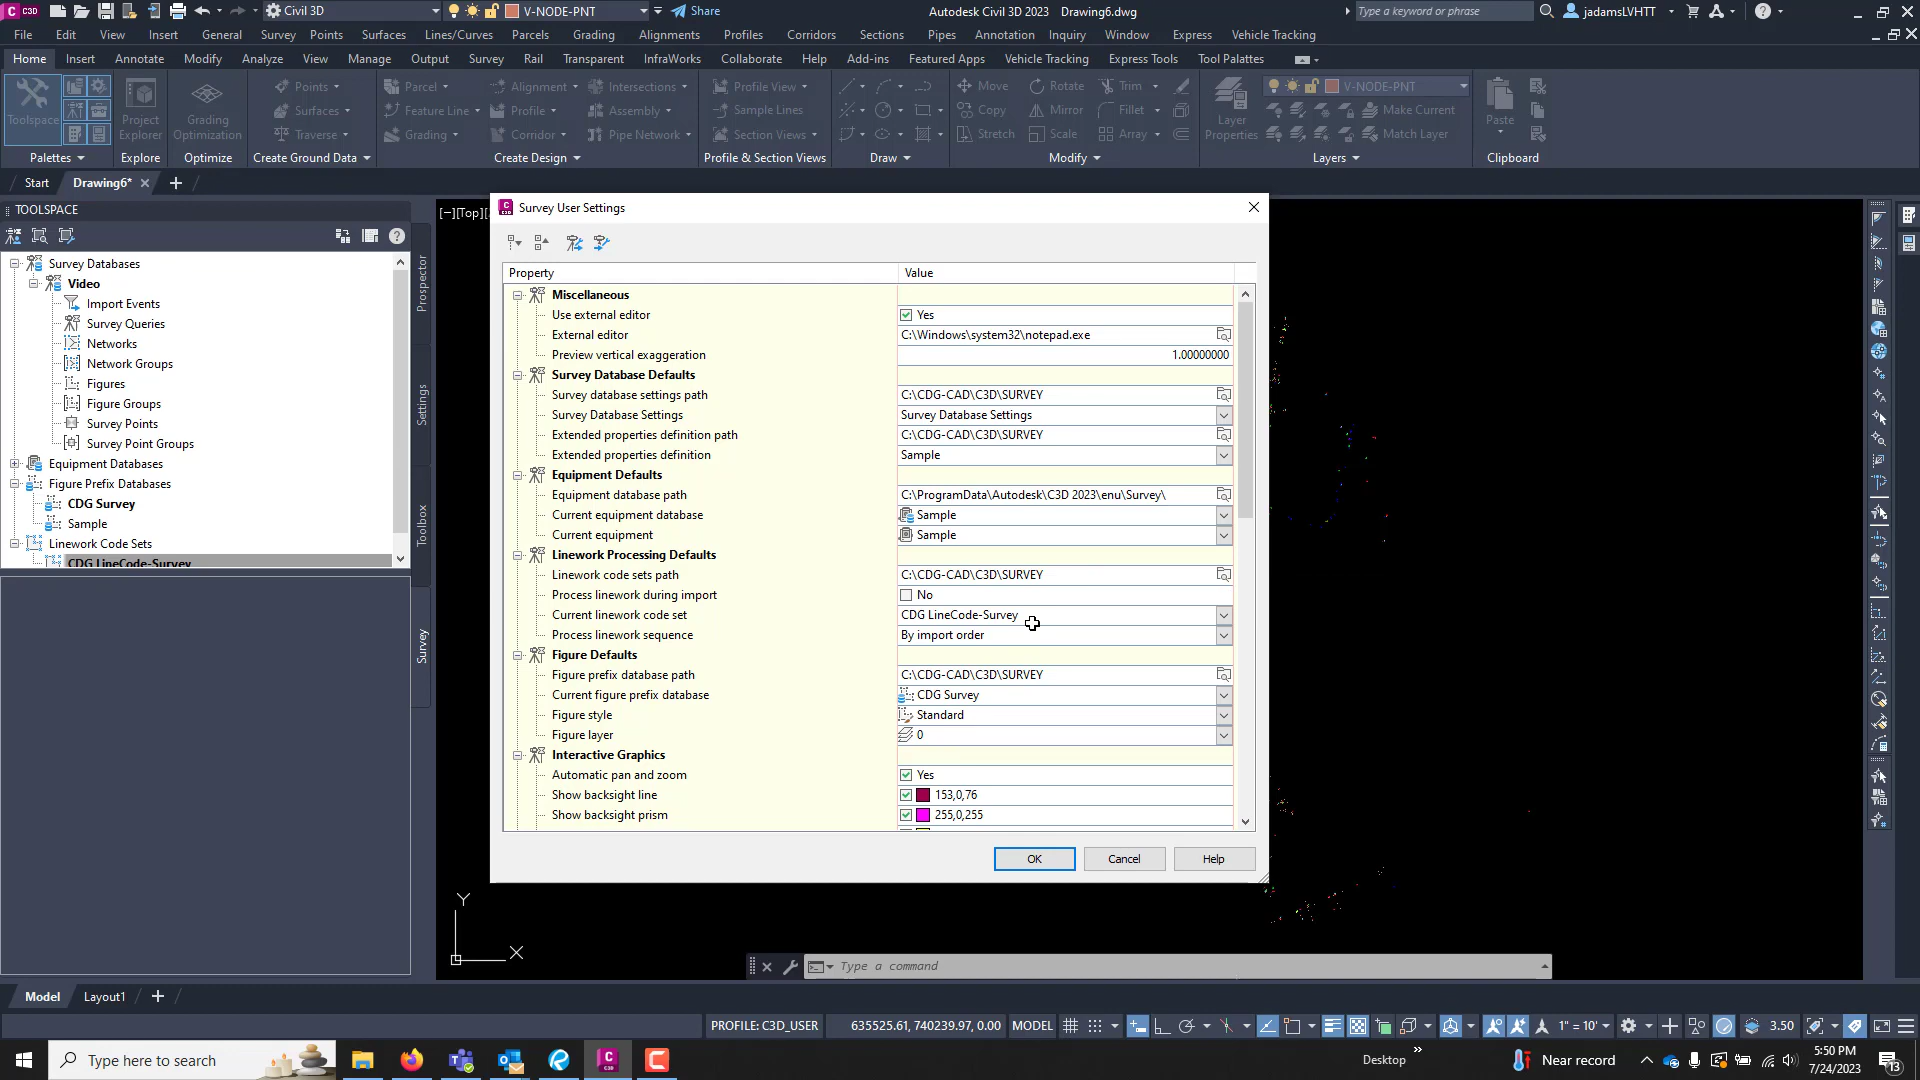 C3D Civil 3D V-NODE-PNT Share Autodesk Civil 3D 2023 Drawing6.dwg Type a keyword or phrase jadamsLVHTT
File Edit View Insert General Survey Points Surfaces Lines/Curves Parcels Grading Alignments Profiles Corridors Sections Pipes Annotation Inquiry Window Express Vehicle Tracking
Home Insert Annotate Modify Analyze View Manage Output Survey Rail Transparent InfraWorks Collaborate Help Add-ins Featured Apps Vehicle Tracking Express Tools Tool Palettes
Points Parcel Alignment Intersections Profile View Move Rotate Trim V-NODE-PNT
Toolspace Project Explorer Grading Optimization Surfaces Feature Line Profile Assembly Sample Lines Copy Mirror Fillet Layer Properties Make Current Paste
Traverse Grading Corridor Pipe Network Section Views Stretch Scale Array Match Layer
Palettes Explore Optimize Create Ground Data Create Design Profile & Section Views Draw Modify Layers Clipboard
Start Drawing6*
TOOLSPACE
[−][Top][
Survey Databases
Video
Import Events
Survey Queries
Networks
Network Groups
Figures
Figure Groups
Survey Points
Survey Point Groups
Equipment Databases
Figure Prefix Databases
CDG Survey
Sample
Linework Code Sets
CDG LineCode-Survey
Prospector
Settings
Toolbox
Survey
Survey User Settings
Property Value
Miscellaneous
Use external editor Yes
External editor C:\Windows\system32\notepad.exe
Preview vertical exaggeration 1.00000000
Survey Database Defaults
Survey database settings path C:\CDG-CAD\C3D\SURVEY
Survey Database Settings Survey Database Settings
Extended properties definition path C:\CDG-CAD\C3D\SURVEY
Extended properties definition Sample
Equipment Defaults
Equipment database path C:\ProgramData\Autodesk\C3D 2023\enu\Survey\
Current equipment database Sample
Current equipment Sample
Linework Processing Defaults
Linework code sets path C:\CDG-CAD\C3D\SURVEY
Process linework during import No
Current linework code set CDG LineCode-Survey
Process linework sequence By import order
Figure Defaults
Figure prefix database path C:\CDG-CAD\C3D\SURVEY
Current figure prefix database CDG Survey
Figure style Standard
Figure layer 0
Interactive Graphics
Automatic pan and zoom Yes
Show backsight line 153,0,76
Show backsight prism 255,0,255
OK Cancel Help
Y
X
Type a command
Model Layout1
PROFILE: C3D_USER 635525.61, 740239.97, 0.00 MODEL 1" = 10' 3.50
Type here to search Desktop Near record 5:50 PM
7/24/2023 13